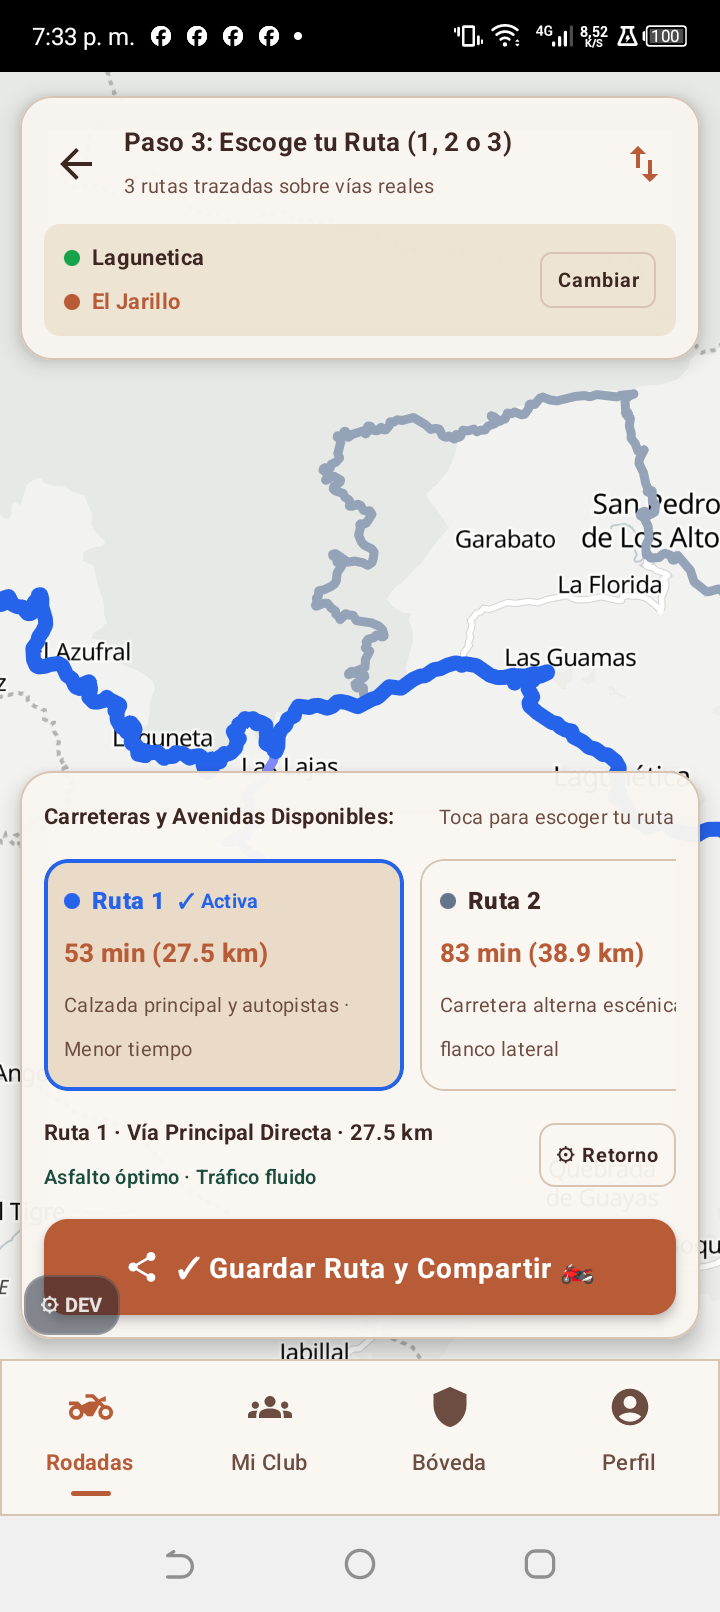 7:33 p. m.
4G
8,52
K/S
100
Paso 3: Escoge tu Ruta (1, 2 o 3)
3 rutas trazadas sobre vías reales
Lagunetica
El Jarillo
Cambiar
San Pedro
de Los Alto
Garabato
La Florida
l Azufral
Las Guamas
z
Laguneta
Las Lajas
Lagunética
Carreteras y Avenidas Disponibles:
Toca para escoger tu ruta
Ruta 1 ✓ Activa
53 min (27.5 km)
Calzada principal y autopistas ·
Menor tiempo
Ruta 2
83 min (38.9 km)
Carretera alterna escénica
flanco lateral
Ruta 1 · Vía Principal Directa · 27.5 km
Asfalto óptimo · Tráfico fluido
Retorno
Quebrada
de Guayas
l Tigre
✓ Guardar Ruta y Compartir 🏍️
E
DEV
Jabillal
Rodadas
Mi Club
Bóveda
Perfil